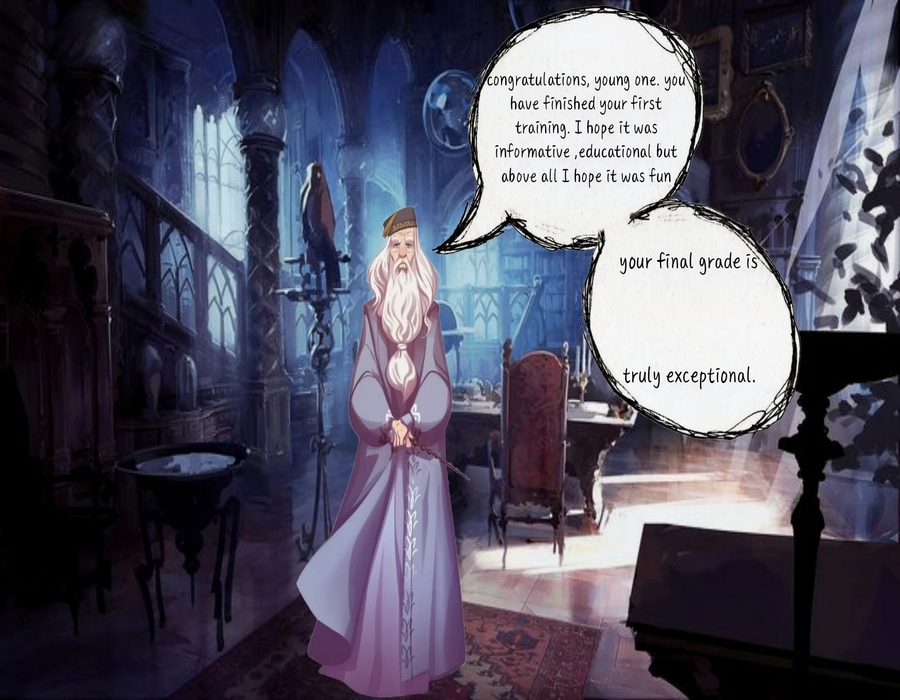 congratulations, young one. you
have finished your first
training. I hope it was
informative ,educational but
above all I hope it was fun
your final grade is
truly exceptional.